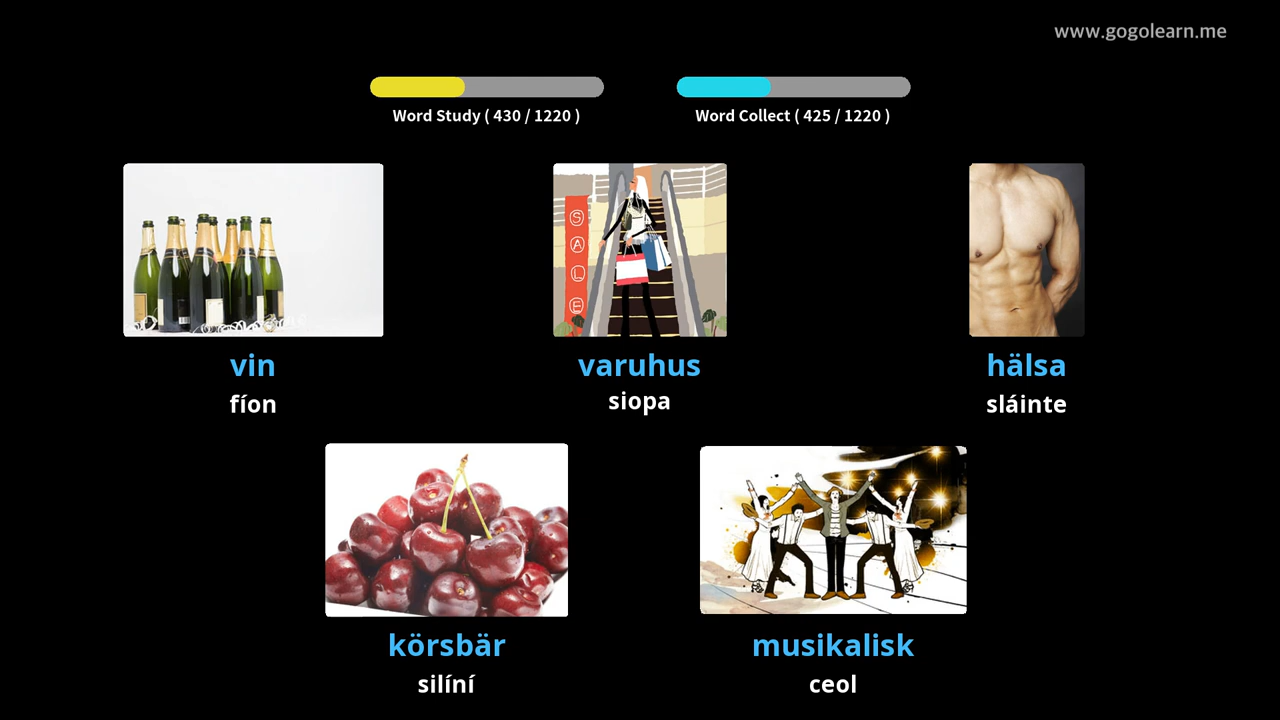 www.gogolearn.me
Word Study ( 430 / 1220 )
Word Collect ( 425 / 1220 )
S
A
L
E
vin
varuhus
hälsa
fíon
siopa
sláinte
körsbär
musikalisk
silíní
ceol